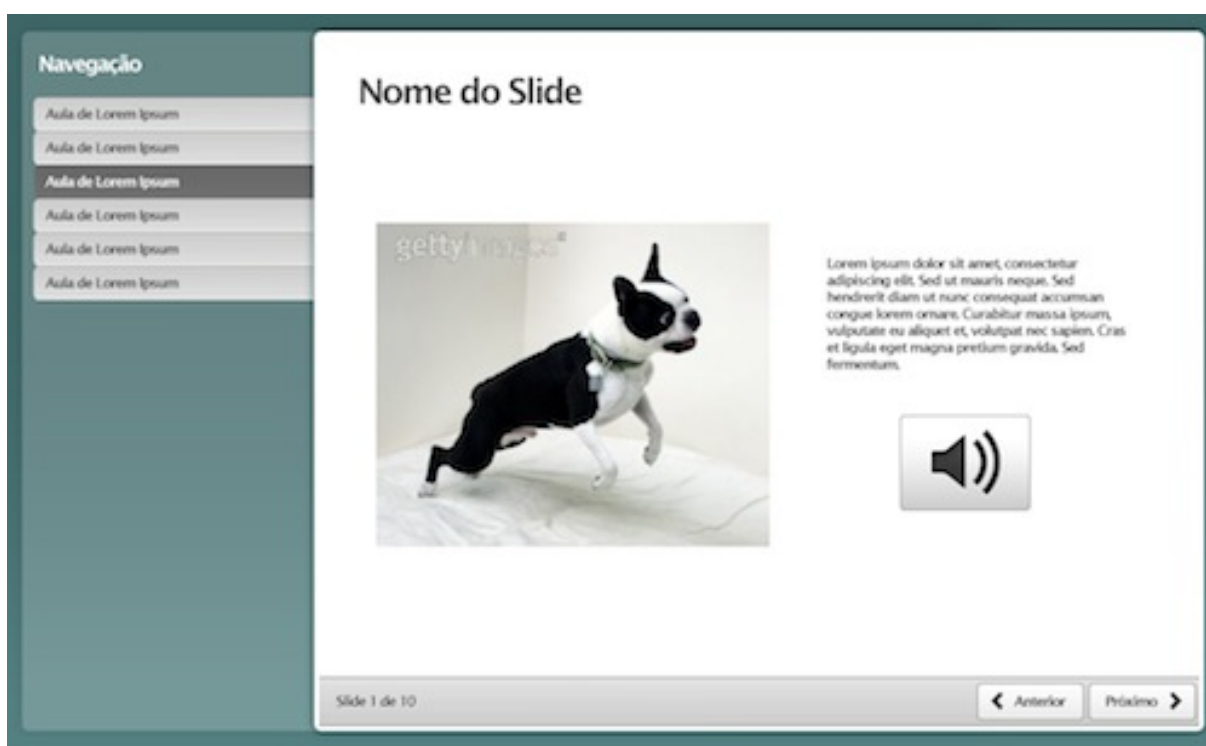 Navegação
Aula de Lorem Ipsum
Aula de Lorem Ipsum
Aula de Lorem Ipsum
Aula de Lorem Ipsum
Aula de Lorem Ipsum
Aula de Lorem Ipsum
Nome do Slide
gettyimages®
Lorem ipsum dolor sit amet, consectetur
adipiscing elit. Sed ut mauris neque. Sed
hendrerit diam ut nunc consequat accumsan
congue lorem ornare. Curabitur massa ipsum,
vulputate eu aliquet et, volutpat nec sapien. Cras
et ligula eget magna pretium gravida. Sed
fermentum.
Slide 1 de 10
Anterior
Próximo